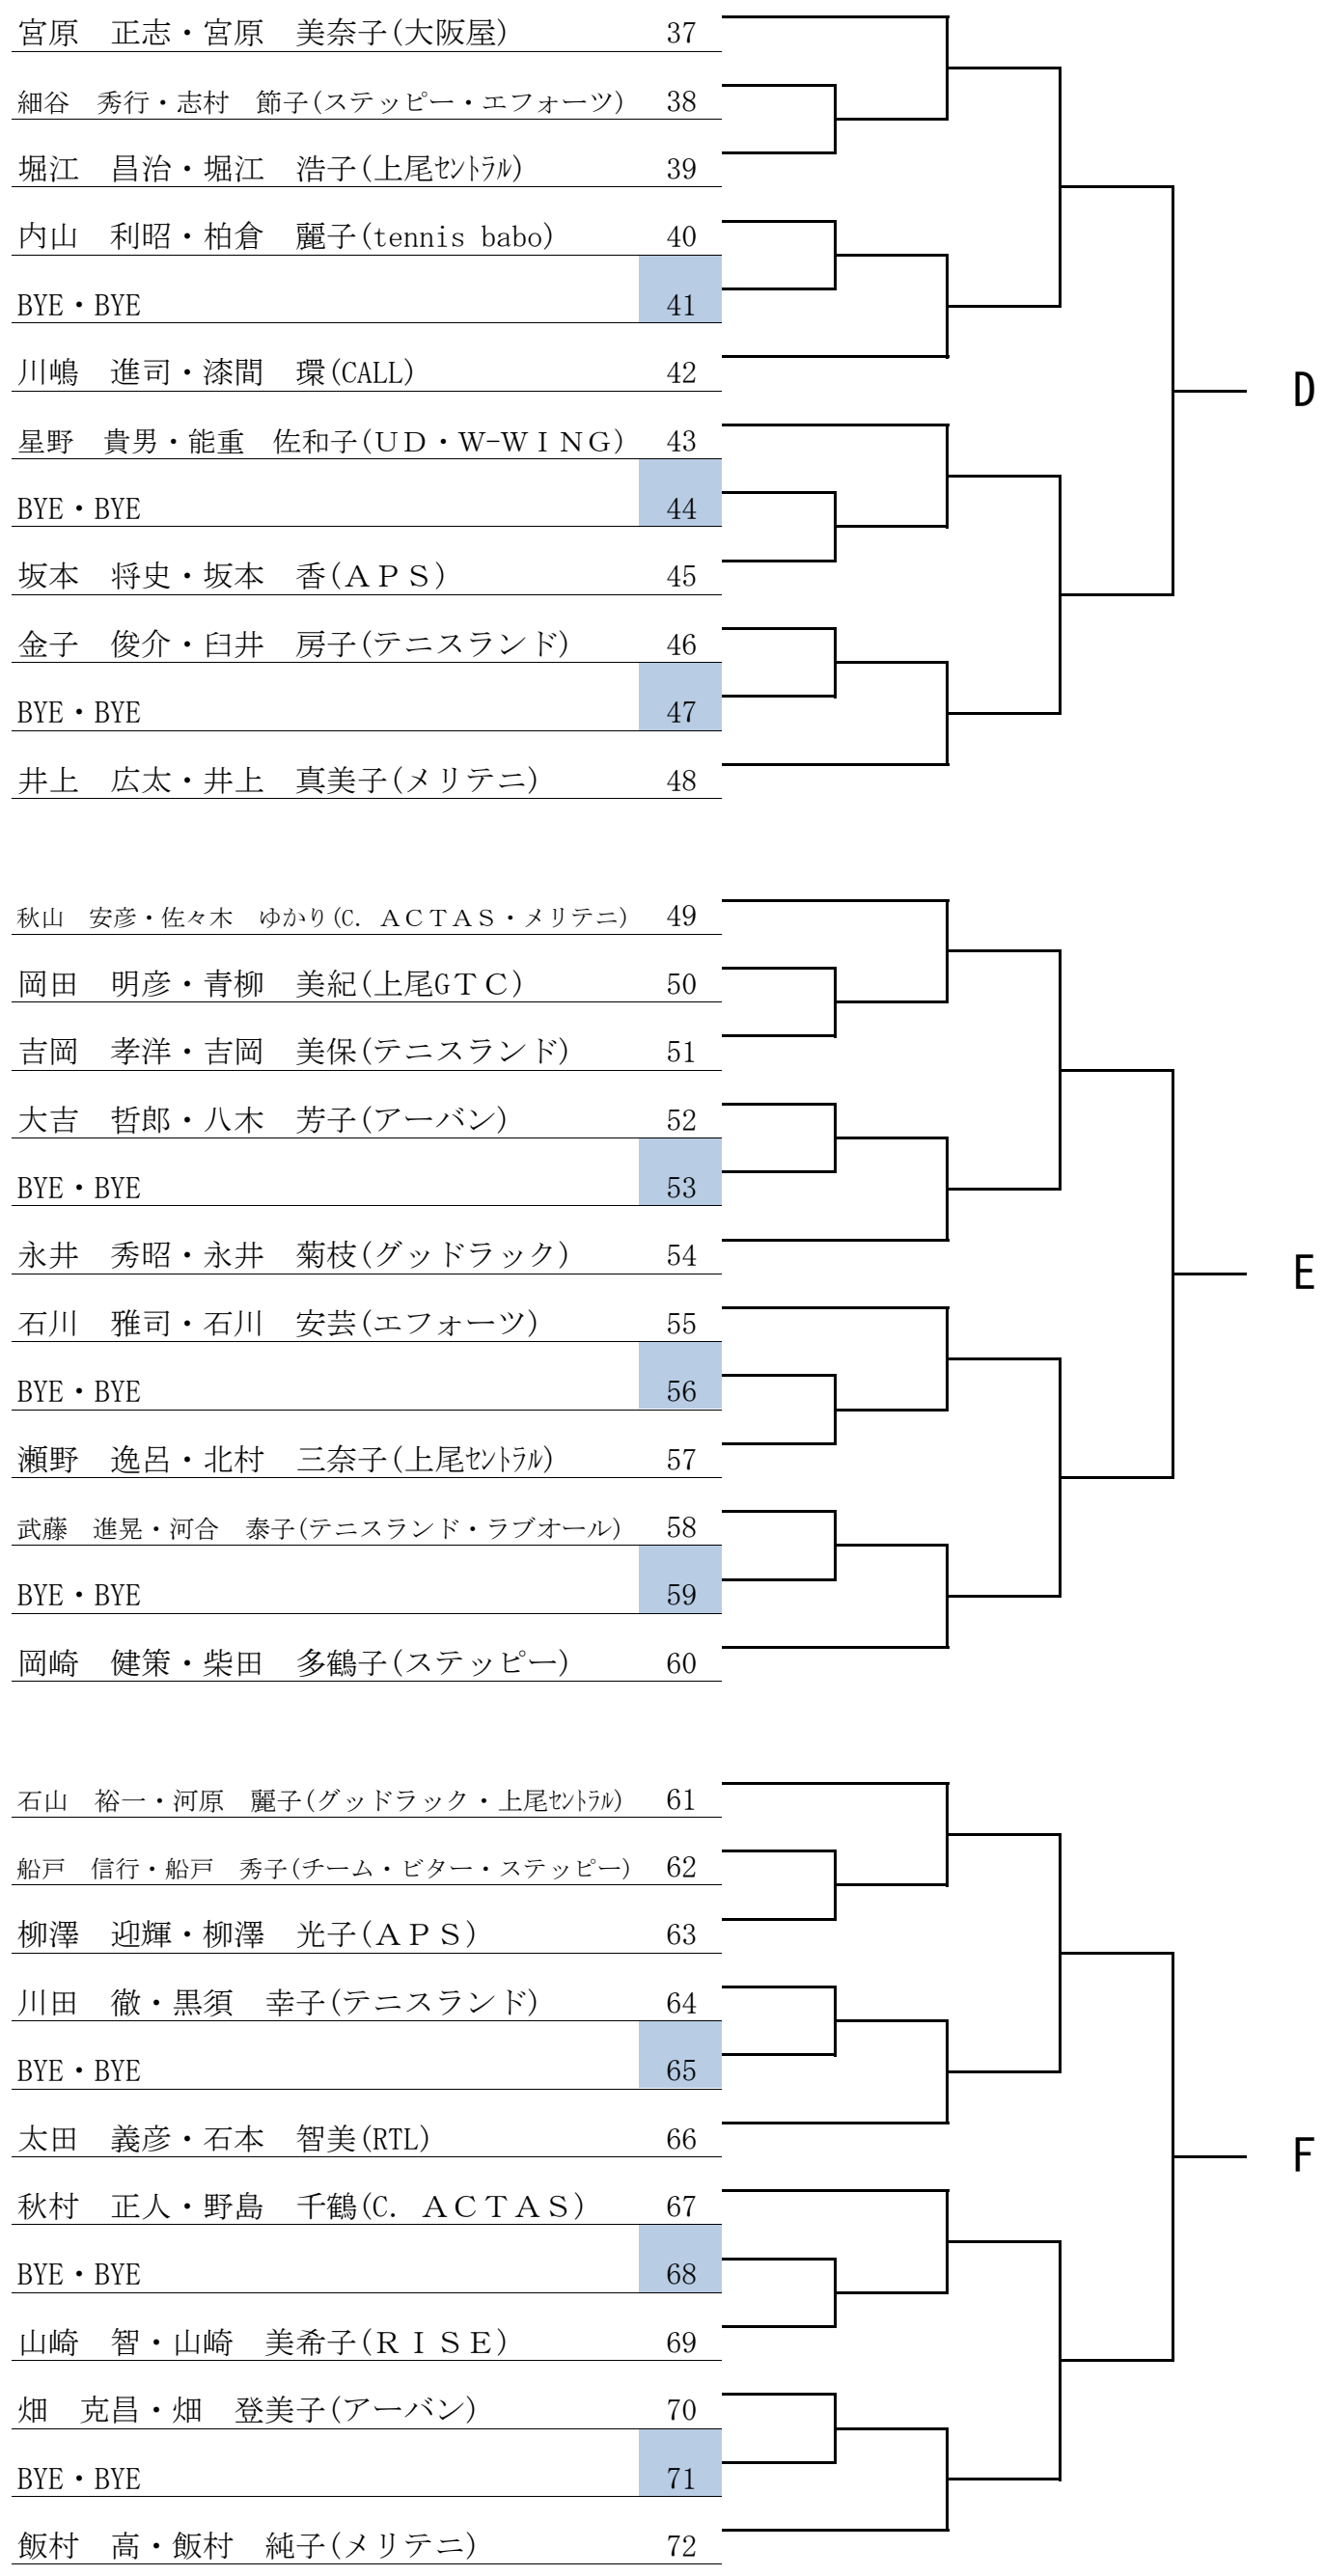 宮原　正志・宮原　美奈子(大阪屋) 37
細谷　秀行・志村　節子(ステッピー・エフォーツ) 38
堀江　昌治・堀江　浩子(上尾ｾﾝﾄﾗﾙ) 39
内山　利昭・柏倉　麗子(tennis babo) 40
BYE・BYE 41
川嶋　進司・漆間　環(CALL) 42
D
星野　貴男・能重　佐和子(ＵＤ・W-ＷＩＮＧ) 43
BYE・BYE 44
坂本　将史・坂本　香(ＡＰＳ) 45
金子　俊介・臼井　房子(テニスランド) 46
BYE・BYE 47
井上　広太・井上　真美子(メリテニ) 48
秋山　安彦・佐々木　ゆかり(C. ＡＣＴＡＳ・メリテニ) 49
岡田　明彦・青柳　美紀(上尾GＴＣ) 50
吉岡　孝洋・吉岡　美保(テニスランド) 51
大吉　哲郎・八木　芳子(アーバン) 52
BYE・BYE 53
永井　秀昭・永井　菊枝(グッドラック) 54
E
石川　雅司・石川　安芸(エフォーツ) 55
BYE・BYE 56
瀬野　逸呂・北村　三奈子(上尾ｾﾝﾄﾗﾙ) 57
武藤　進晃・河合　泰子(テニスランド・ラブオール) 58
BYE・BYE 59
岡崎　健策・柴田　多鶴子(ステッピー) 60
石山　裕一・河原　麗子(グッドラック・上尾ｾﾝﾄﾗﾙ) 61
船戸　信行・船戸　秀子(チーム・ビター・ステッピー) 62
柳澤　迎輝・柳澤　光子(ＡＰＳ) 63
川田　徹・黒須　幸子(テニスランド) 64
BYE・BYE 65
太田　義彦・石本　智美(RTL) 66
F
秋村　正人・野島　千鶴(C. ＡＣＴＡＳ) 67
BYE・BYE 68
山崎　智・山崎　美希子(ＲＩＳＥ) 69
畑　克昌・畑　登美子(アーバン) 70
BYE・BYE 71
飯村　高・飯村　純子(メリテニ) 72